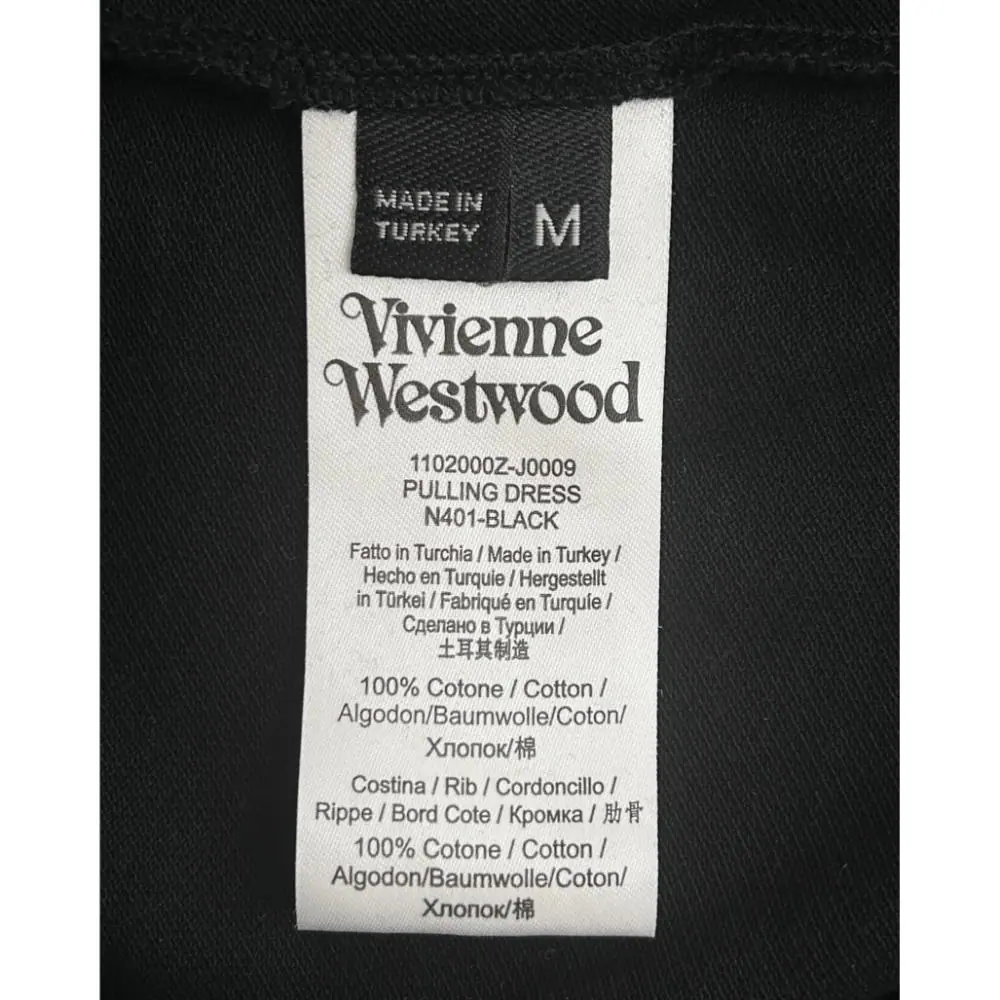 MADE IN
TURKEY
M
Vivienne
Westwood
1102000Z-J0009
PULLING DRESS
N401-BLACK
Fatto in Turchia / Made in Turkey /
Hecho en Turquie / Hergestellt
in Türkei / Fabriqué en Turquíe /
Сделано в Турции /
土耳其制造
100% Cotone / Cotton /
Algodon/Baumwolle/Coton/
Хлопок/棉
Costina / Rib / Cordoncillo /
Rippe / Bord Cote / Кромка / 肋骨
100% Cotone / Cotton /
Algodon/Baumwolle/Coton/
Хлопок/棉